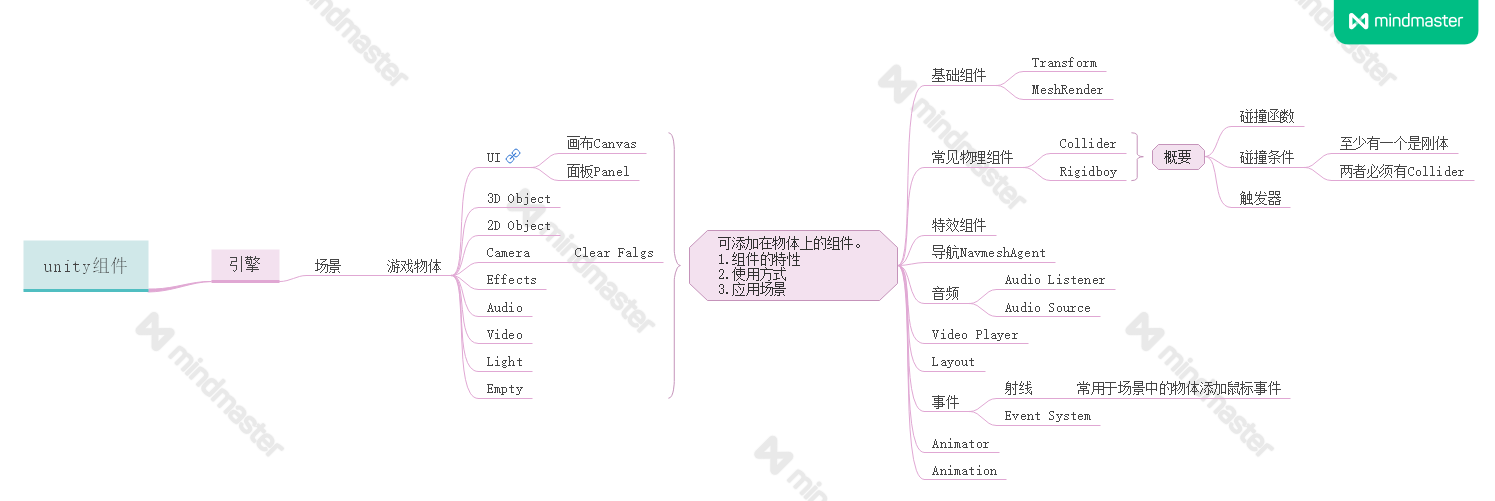 mindmaster
unity组件
引擎
场景
游戏物体
UI
画布Canvas
面板Panel
3D Object
2D Object
Camera
Clear Falgs
Effects
Audio
Video
Light
Empty
可添加在物体上的组件。
1.组件的特性
2.使用方式
3.应用场景
基础组件
Transform
MeshRender
常见物理组件
Collider
Rigidboy
概要
碰撞函数
碰撞条件
至少有一个是刚体
两者必须有Collider
触发器
特效组件
导航NavmeshAgent
音频
Audio Listener
Audio Source
Video Player
Layout
事件
射线
常用于场景中的物体添加鼠标事件
Event System
Animator
Animation
mindmaster
mindmaster
mindmaster
mindmaster
mindmaster
mindmaster
mindmaster